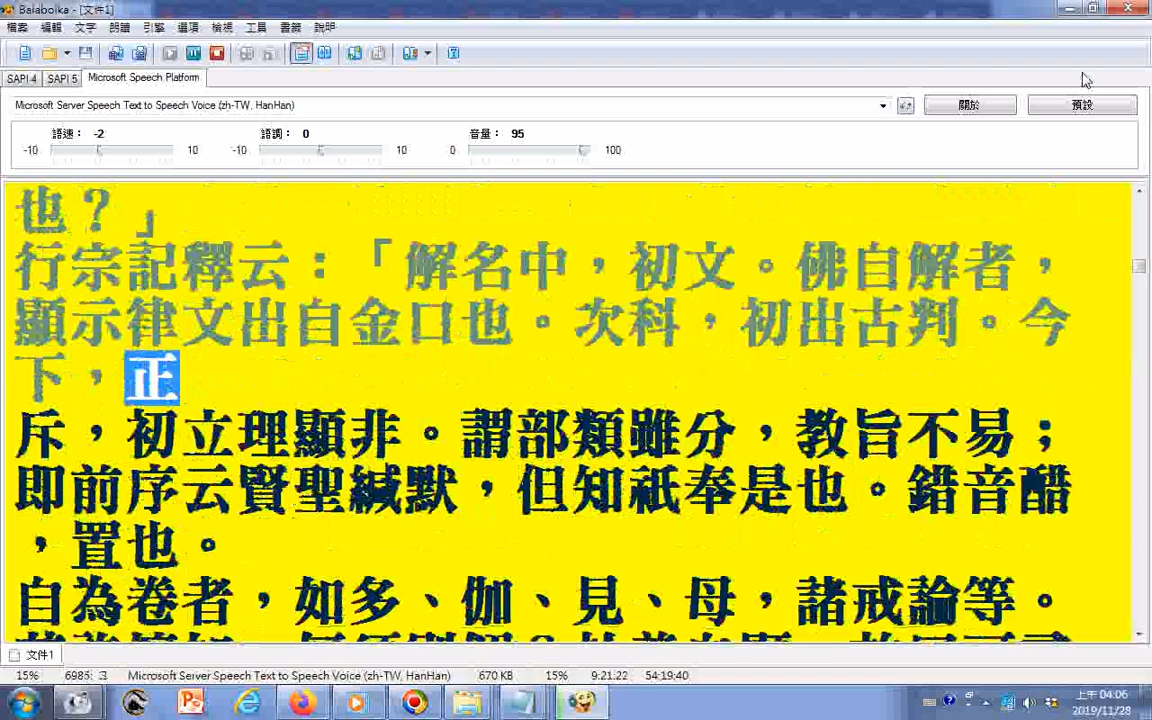 Balabolka - [文件1]
檔案 編輯 文字 朗讀 引擎 選項 檢視 工具 書籤 說明
SAPI 4 SAPI 5 Microsoft Speech Platform
Microsoft Server Speech Text to Speech Voice (zh-TW, HanHan) 關於 預設
語速： -2 語調： 0 音量： 95
-10 10 -10 10 0 100
也？」
行宗記釋云：「解名中，初文。佛自解者，
顯示律文出自金口也。次科，初出古判。今
下，正
斥，初立理顯非。謂部類雖分，教旨不易；
即前序云賢聖緘默，但知祇奉是也。錯音醋
，置也。
自為卷者，如多、伽、見、母，諸戒論等。
文件1
15% Microsoft Server Speech Text to Speech Voice (zh-TW, HanHan) 670 KB 15% 9:21.22 54:19:40
上午 04:06
2019/11/28